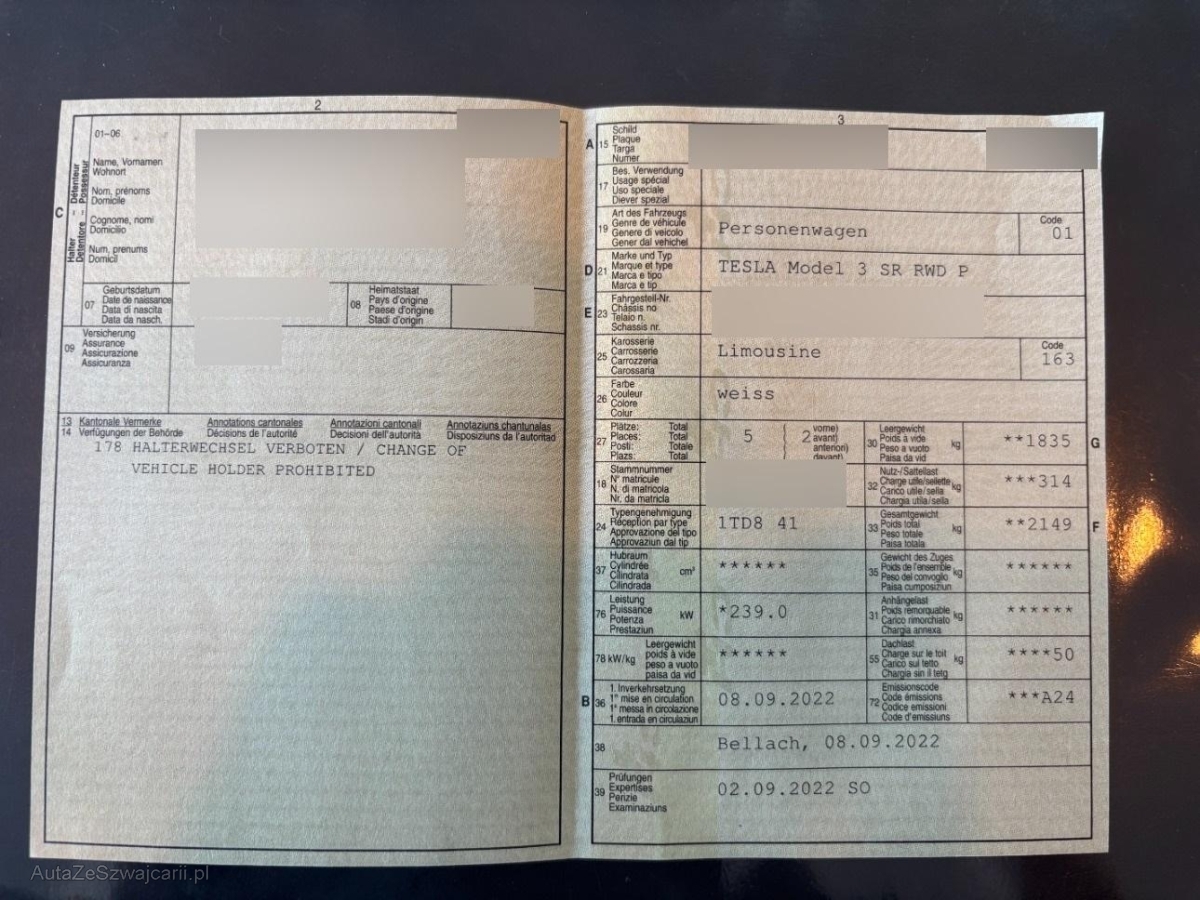 2
01–06
Name, Vornamen
Wohnort
Nom, prénoms
Domicile
Cognome, nomi
Domicilio
Num, prenums
Domicil
C
Halter Détenteur
Detentore Possessur
07
Geburtsdatum
Date de naissance
Data di nascita
Data da nasch.
08
Heimatstaat
Pays d'origine
Paese d'origine
Stadi d'origin
09
Versicherung
Assurance
Assicurazione
Assicuranza
13 Kantonale Vermerke Annotations cantonales Annotazioni cantonali Annotaziuns chantunalas
14 Verfügungen der Behörde Décisions de l'autorité Decisioni dell'autorità Disposiziuns da l'autoritad
178 HALTERWECHSEL VERBOTEN / CHANGE OF
VEHICLE HOLDER PROHIBITED
3
A 15
Schild
Plaque
Targa
Numer
17
Bes. Verwendung
Usage spécial
Uso speciale
Diever spezial
19
Art des Fahrzeugs
Genre de véhicule
Genere di veicolo
Gener dal vehichel
Personenwagen
Code
01
D 21
Marke und Typ
Marque et type
Marca e tipo
Marca e tip
TESLA Model 3 SR RWD P
E 23
Fahrgestell-Nr.
Châssis no
Telaio n.
Schassis nr.
25
Karosserie
Carrosserie
Carrozzeria
Carossaria
Limousine
Code
163
26
Farbe
Couleur
Colore
Colur
weiss
27
Plätze: Total
Places: Total
Posti: Totale
Plazs: Total
5 2
vorne)
avant)
anteriori)
davant)
30
Leergewicht
Poids à vide
Peso a vuoto
Paisa da vid
kg
**1835
G
18
Stammnummer
N° matricule
N. di matricola
Nr. da matricla
32
Nutz-/Sattellast
Charge utile/sellette
Carico utile/sella
Chargia utila/sella
kg
***314
24
Typengenehmigung
Réception par type
Approvazione del tipo
Approvaziun dal tip
1TD8 41
33
Gesamtgewicht
Poids total
Peso totale
Paisa totala
kg
**2149
F
37
Hubraum
Cylindrée
Cilindrata
Cilindrada
cm³
******
35
Gewicht des Zuges
Poids de l'ensemble
Peso del convoglio
Paisa cumposiziun
kg
******
76
Leistung
Puissance
Potenza
Prestaziun
kW
*239.0
31
Anhängelast
Poids remorquable
Carico rimorchiato
Chargia annexa
kg
******
78 kW/kg
Leergewicht
poids à vide
peso a vuoto
paisa da vid
******
55
Dachlast
Charge sur le toit
Carico sul tetto
Chargia sin il tetg
kg
****50
B 36
1. Inverkehrsetzung
1re mise en circulation
1a messa in circolazione
1. entrada en circulaziun
08.09.2022
72
Emissionscode
Code émissions
Codice emissioni
Code d'emissiuns
***A24
38
Bellach, 08.09.2022
39
Prüfungen
Expertises
Perizie
Examinaziuns
02.09.2022 SO
AutaZeSzwajcarii.pl